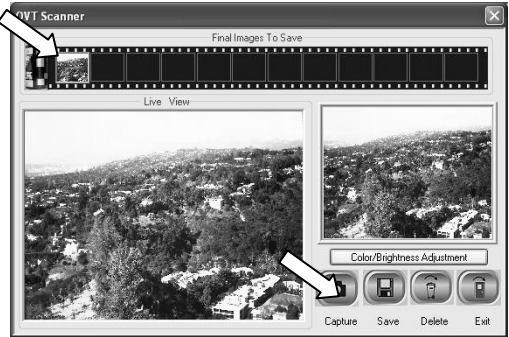 OVT Scanner
Final Images To Save
Live View
Color/Brightness Adjustment
Capture Save Delete Exit